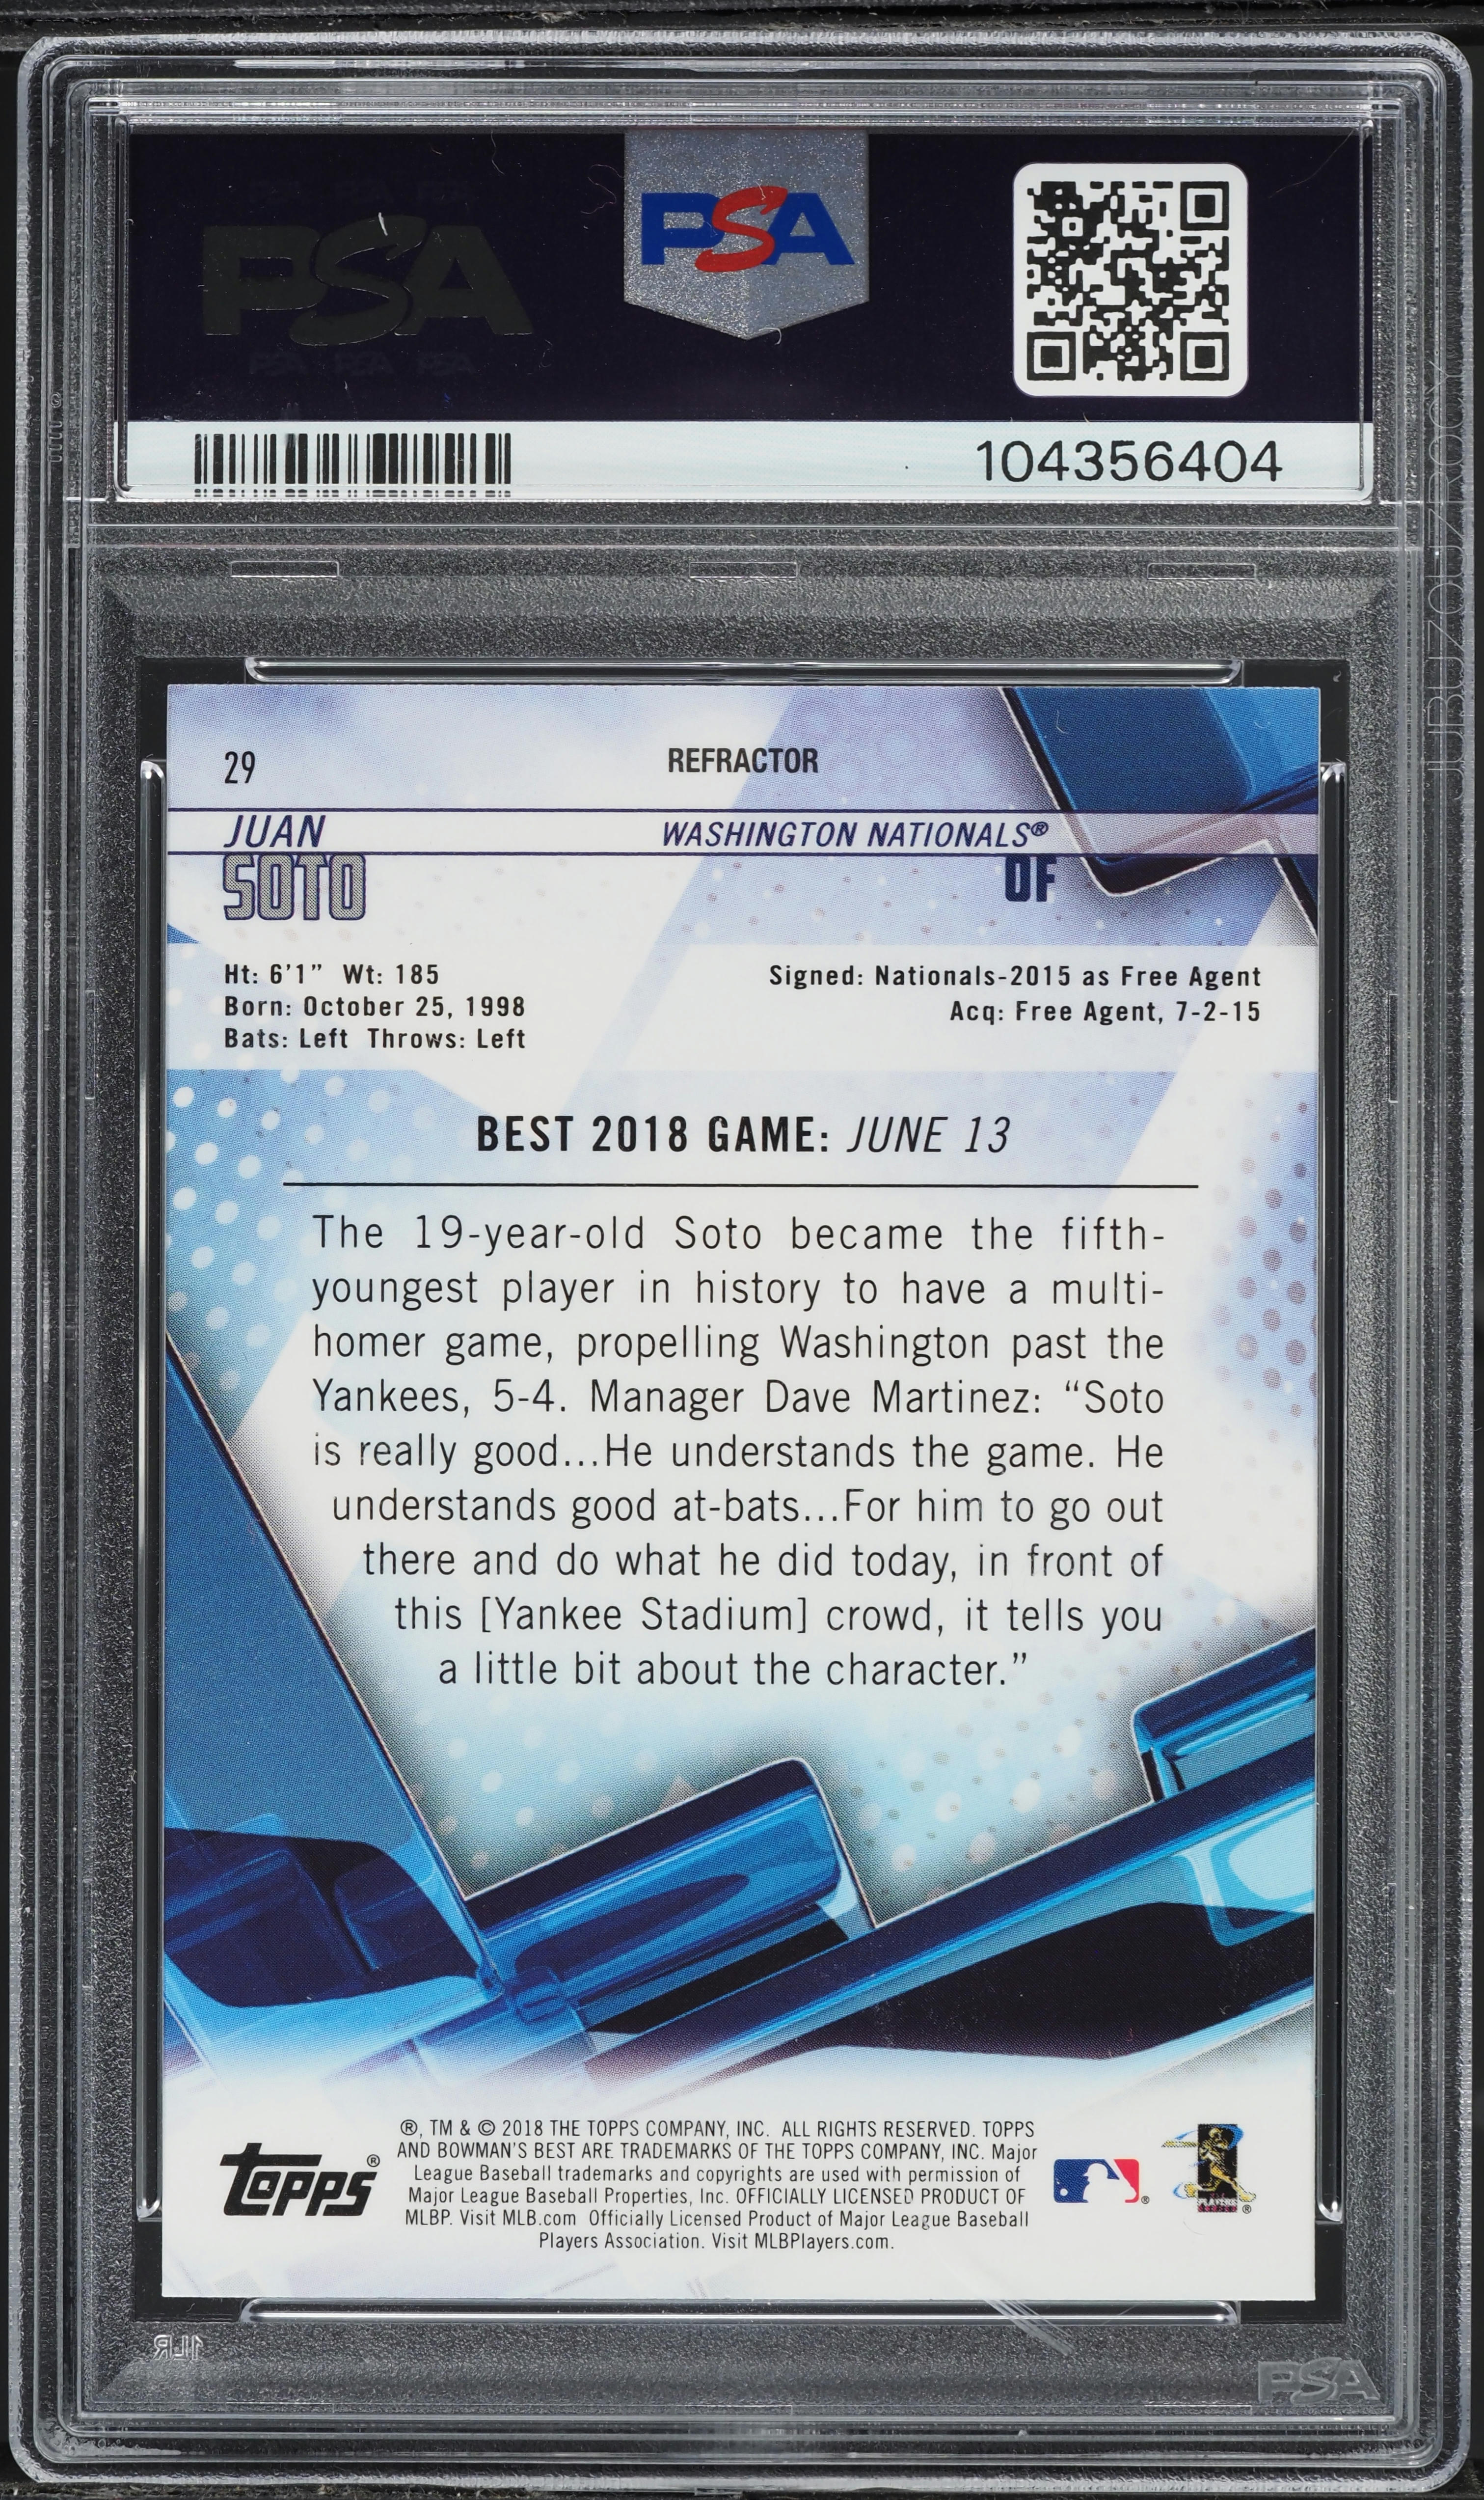 PSA
PSA
104356404
29
REFRACTOR
JUAN
WASHINGTON NATIONALS®
SOTO
OF
Ht: 6'1” Wt: 185
Born: October 25, 1998
Bats: Left Throws: Left
Signed: Nationals-2015 as Free Agent
Acq: Free Agent, 7-2-15
BEST 2018 GAME: JUNE 13
The 19-year-old Soto became the fifth-
youngest player in history to have a multi-
homer game, propelling Washington past the
Yankees, 5-4. Manager Dave Martinez: “Soto
is really good...He understands the game. He
understands good at-bats...For him to go out
there and do what he did today, in front of
this [Yankee Stadium] crowd, it tells you
a little bit about the character.”
®, TM & © 2018 THE TOPPS COMPANY, INC. ALL RIGHTS RESERVED. TOPPS
AND BOWMAN'S BEST ARE TRADEMARKS OF THE TOPPS COMPANY, INC. Major
League Baseball trademarks and copyrights are used with permission of
Major League Baseball Properties, Inc. OFFICIALLY LICENSED PRODUCT OF
MLBP. Visit MLB.com Officially Licensed Product of Major League Baseball
Players Association. Visit MLBPlayers.com.
Topps®
PLAYERS
CHOICE
®
PSA